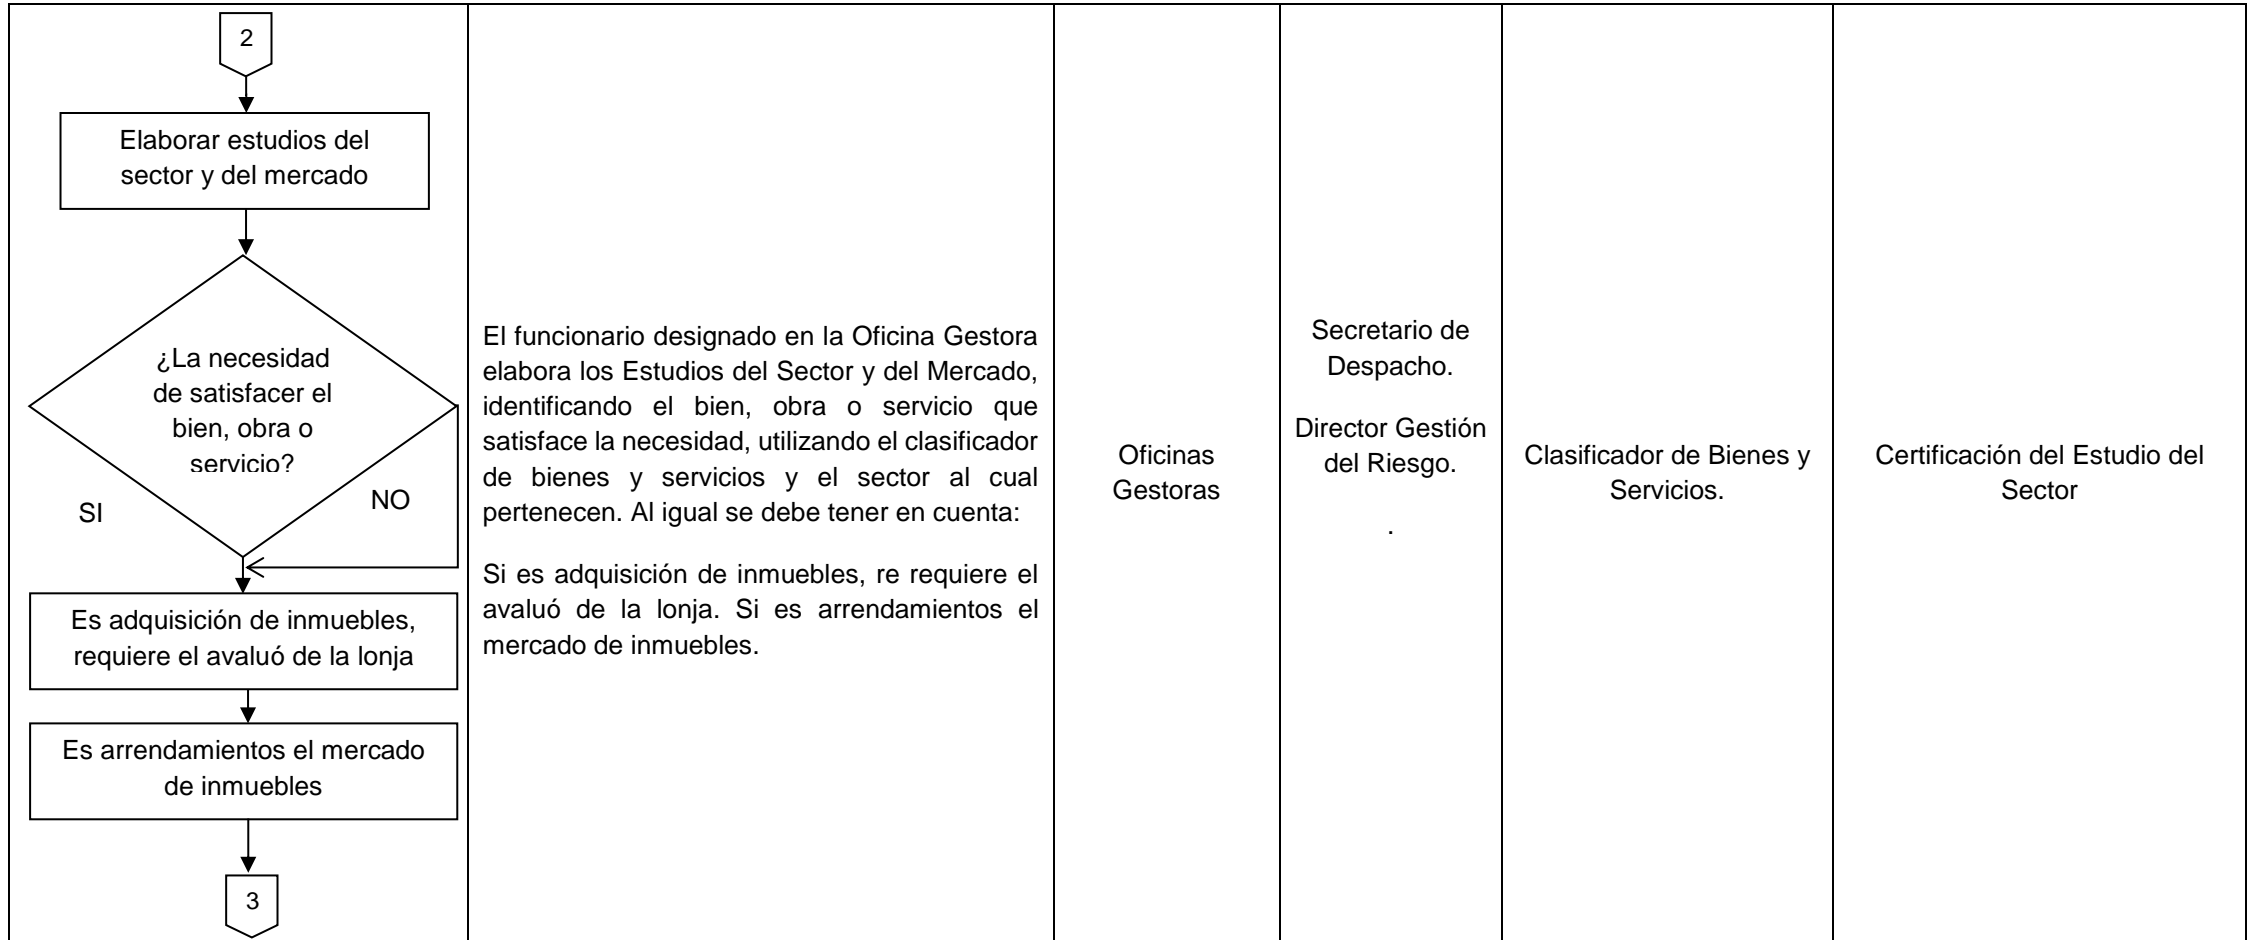 2
Elaborar estudios del
sector y del mercado
¿La necesidad
de satisfacer el
bien, obra o
servicio?
SI
NO
Es adquisición de inmuebles,
requiere el avaluó de la lonja
Es arrendamientos el mercado
de inmuebles
3
El funcionario designado en la Oficina Gestora
elabora los Estudios del Sector y del Mercado,
identificando el bien, obra o servicio que
satisface la necesidad, utilizando el clasificador
de bienes y servicios y el sector al cual
pertenecen. Al igual se debe tener en cuenta:
Si es adquisición de inmuebles, re requiere el
avaluó de la lonja. Si es arrendamientos el
mercado de inmuebles.
Oficinas
Gestoras
Secretario de
Despacho.
Director Gestión
del Riesgo.
.
Clasificador de Bienes y
Servicios.
Certificación del Estudio del
Sector